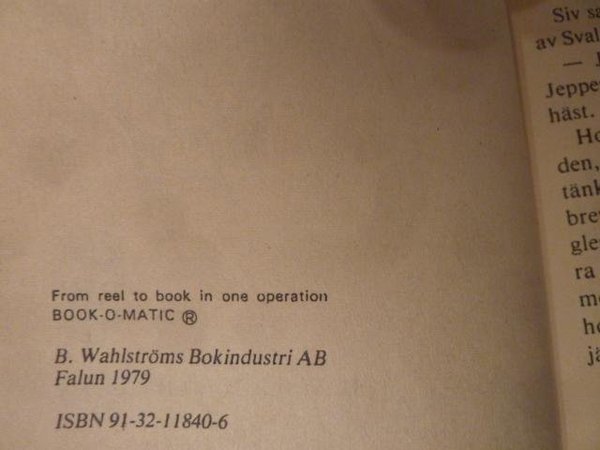 From reel to book in one operation
BOOK-O-MATIC ®
B. Wahlströms Bokindustri AB
Falun 1979
ISBN 91-32-11840-6
Siv
av Sval
— J
Jeppe
häst.
Ho
den,
tänk
bre
gle
ra
me
ho
jä